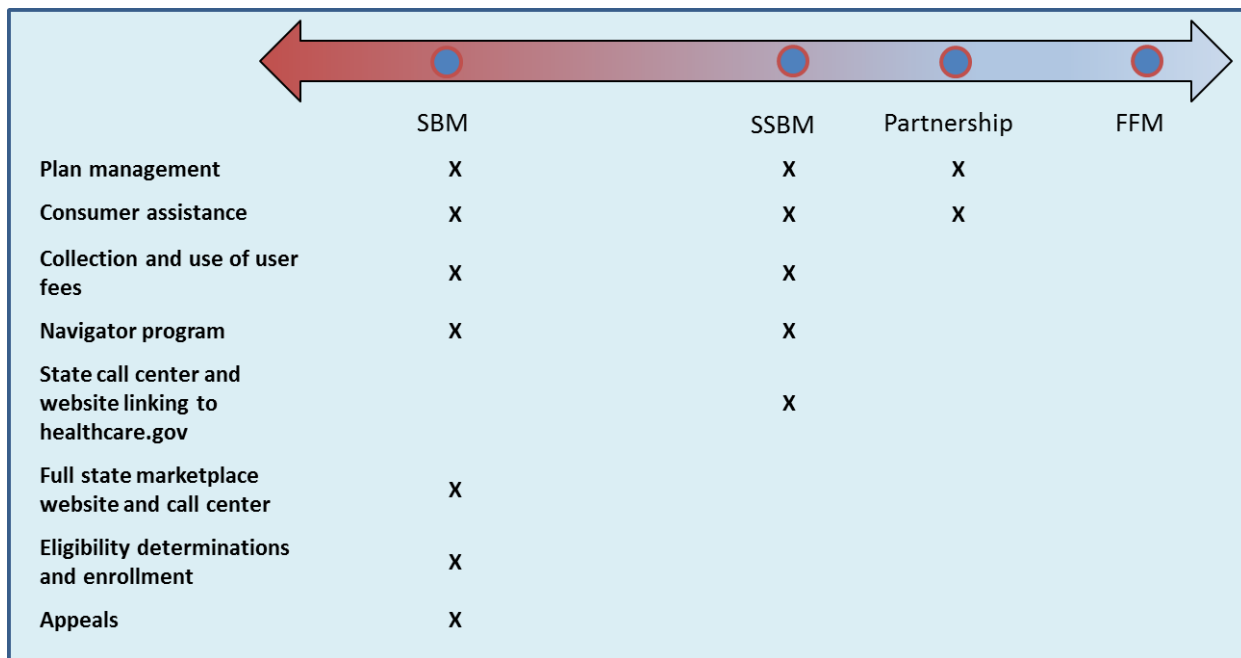 SBM SSBM Partnership FFM
Plan management X X X
Consumer assistance X X X
Collection and use of user
fees X X
Navigator program X X
State call center and
website linking to X
healthcare.gov
Full state marketplace
website and call center X
Eligibility determinations
and enrollment X
Appeals X